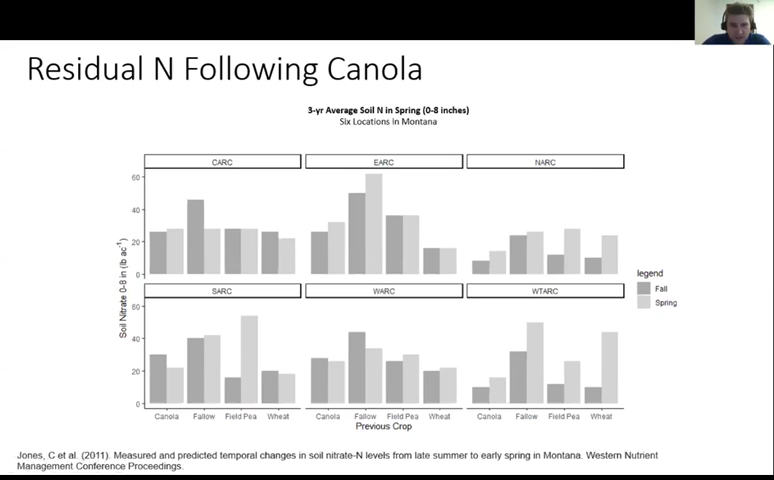 Residual N Following Canola
3-yr Average Soil N in Spring (0-8 inches)
Six Locations In Montana
CARC
EARC
NARC
60
40
20
0
SARC
WARC
WTARC
60
40
20
0
Soil Nitrate 0-8 in (lb ac⁻¹)
Canola Fallow Field Pea Wheat
Canola Fallow Field Pea Wheat
Canola Fallow Field Pea Wheat
Previous Crop
legend
Fall
Spring
Jones, C et al. (2011). Measured and predicted temporal changes in soil nitrate-N levels from late summer to early spring in Montana. Western Nutrient
Management Conference Proceedings.